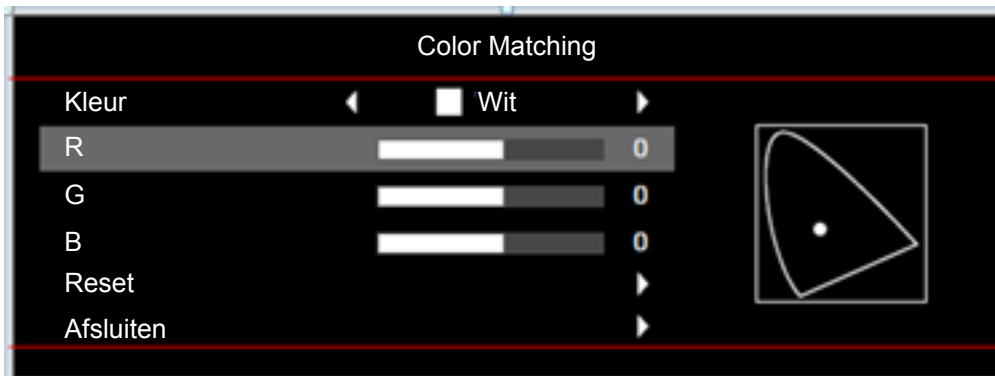 Color Matching
Kleur Wit
R 0
G 0
B 0
Reset
Afsluiten